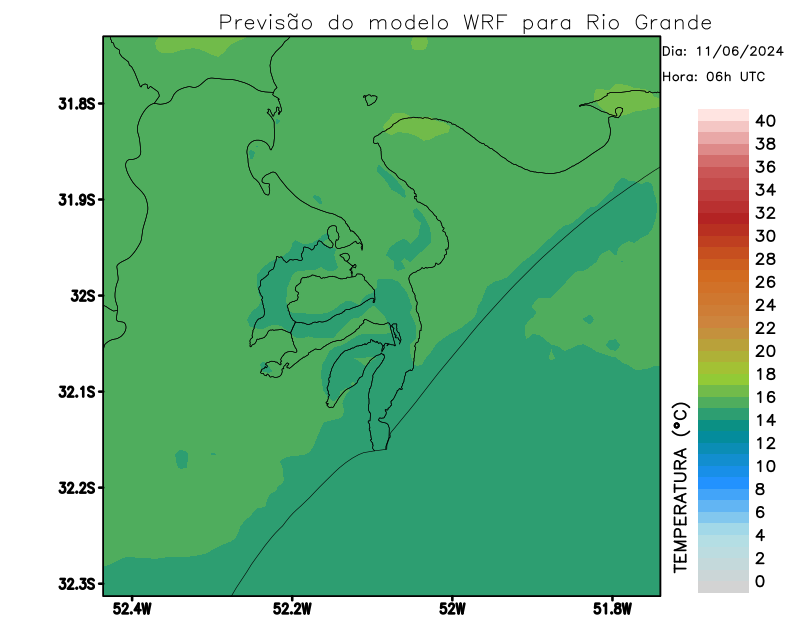 Previsão do modelo WRF para Rio Grande
Dia: 11/06/2024
Hora: 06h UTC
31.8S
31.9S
32S
32.1S
32.2S
32.3S
52.4W
52.2W
52W
51.8W
TEMPERATURA (°C)
40
38
36
34
32
30
28
26
24
22
20
18
16
14
12
10
8
6
4
2
0